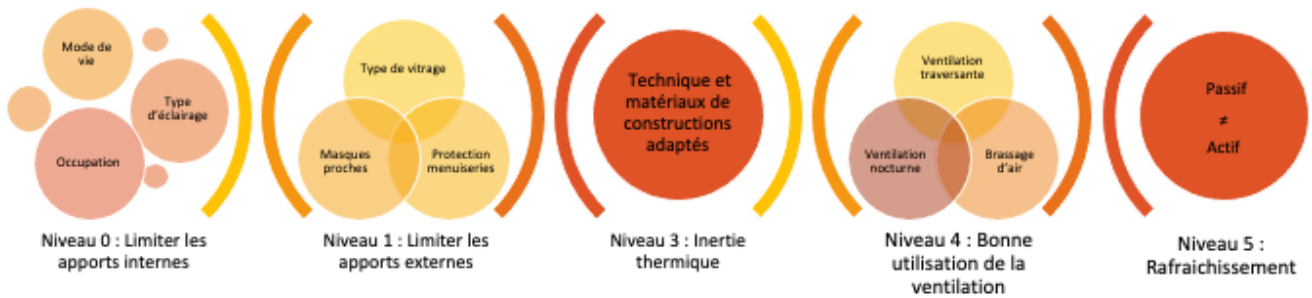 Mode de
vie
Type
d'éclairage
Occupation
Niveau 0 : Limiter les
apports internes
Type de vitrage
Masques
proches
Protection
menuiseries
Niveau 1 : Limiter les
apports externes
Technique et
matériaux de
constructions
adaptés
Niveau 3 : Inertie
thermique
Ventilation
traversante
Ventilation
nocturne
Brassage
d'air
Niveau 4 : Bonne
utilisation de la
ventilation
Passif
≠
Actif
Niveau 5 :
Rafraichissement